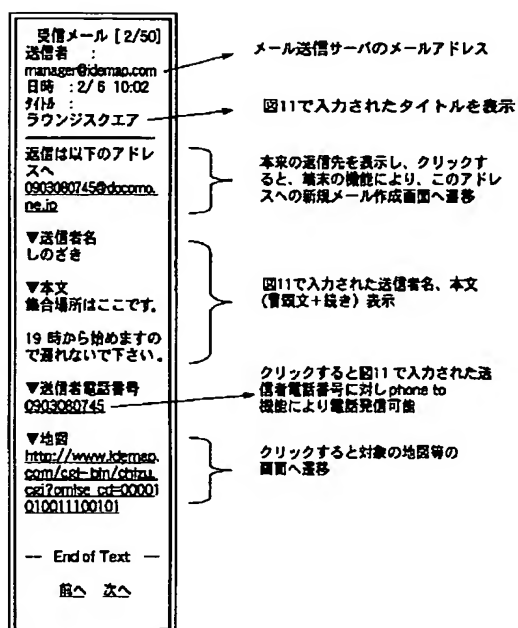 受信メール [2/50]
送信者　:
manager@idemap.com
日時　: 2/ 6 10:02
ﾀｲﾄﾙ　:
ラウンジスクエア
返信は以下のアドレ
スへ
0903080745@docomo.
ne.jp
▼送信者名
しのざき
▼本文
集合場所はここです。
19 時から始めますの
で遅れないで下さい。
▼送信者電話番号
0903080745
▼地図
http://www.idemap.
com/cgi-bin/chizu.
cgi?omise_cd=00001
010011100101
--- End of Text ---
前へ 次へ
メール送信サーバのメールアドレス
図11で入力されたタイトルを表示
本来の返信先を表示し、クリックす
ると、端末の機能により、このアドレ
スへの新規メール作成画面へ遷移
図11で入力された送信者名、本文
(冒頭文+続き) 表示
クリックすると図11 で入力された送
信者電話番号に対し phone to
機能により電話発信可能
クリックすると対象の地図等の
画面へ遷移